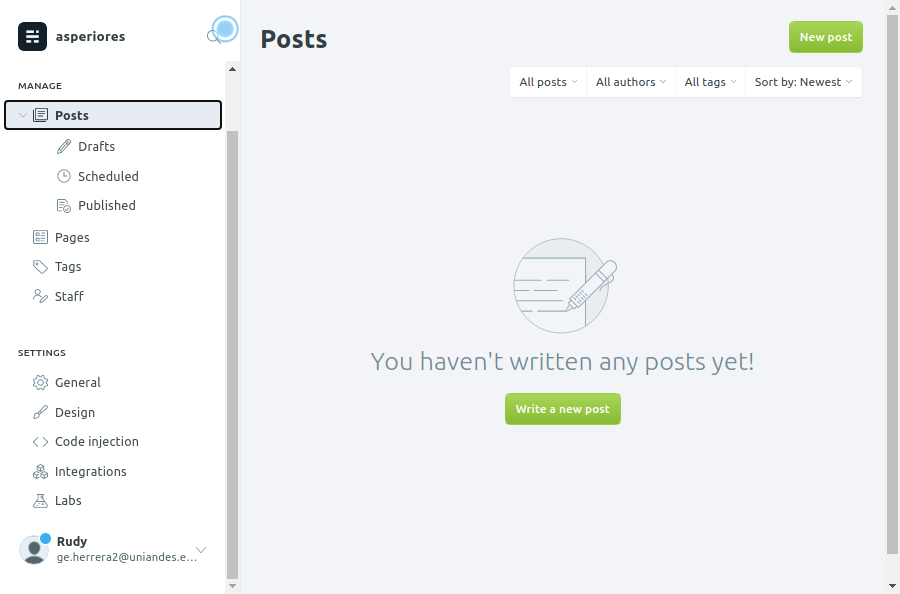 asperiores
MANAGE
Posts
Drafts
Scheduled
Published
Pages
Tags
Staff
SETTINGS
General
Design
Code injection
Integrations
Labs
Rudy
ge.herrera2@uniandes.e...
Posts
New post
All posts
All authors
All tags
Sort by: Newest
You haven't written any posts yet!
Write a new post